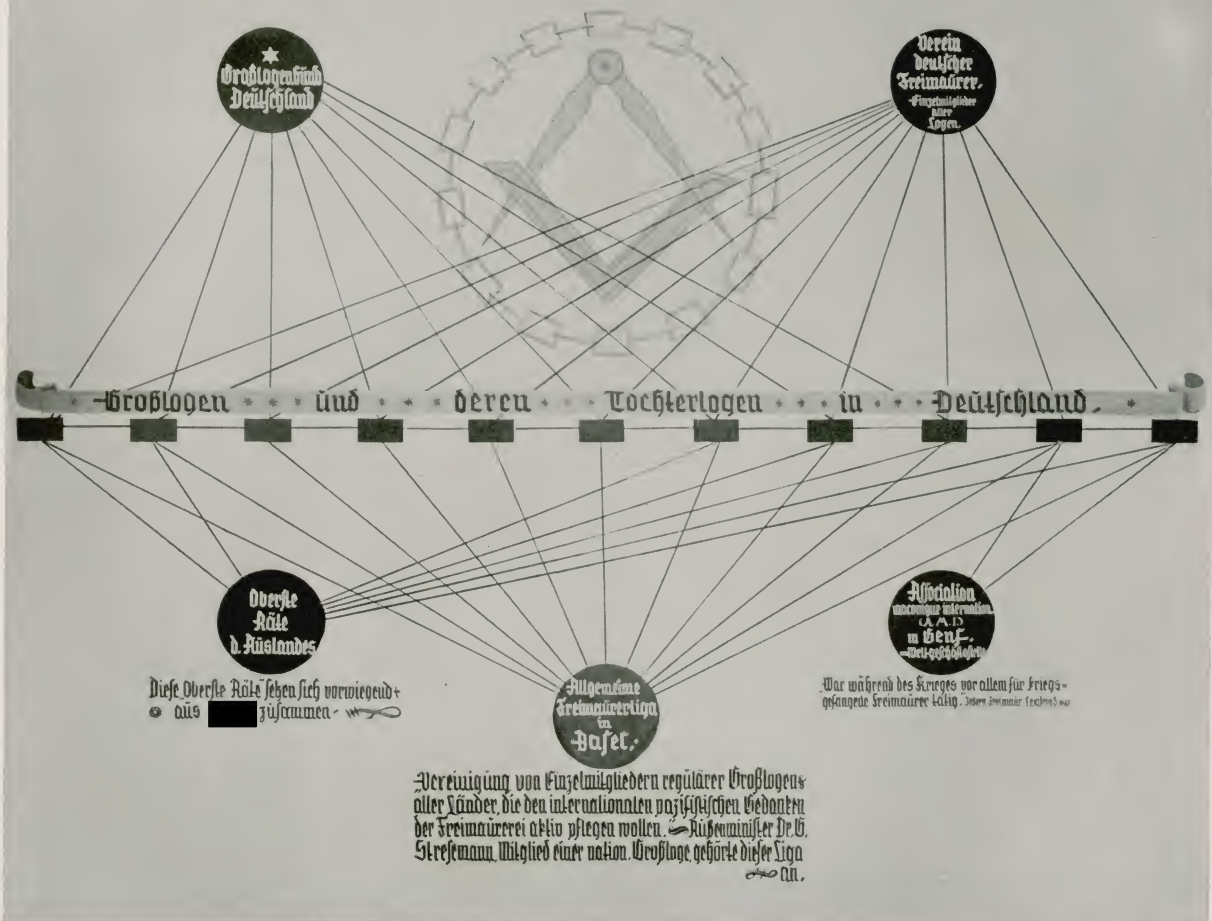 Großlogenbund
Deutschland
Verein
deutscher
Freimaurer.
Einzelmitglieder
aller
Logen.
Großlogen und deren Tochterlogen in Deutschland.
Oberste
Räte
d. Auslandes
Diese „Oberste Räte“ setzen sich vorwiegend
aus zusammen
Allgemeine
Freimaurerliga
in
Basel.
Vereinigung von Einzelmitgliedern regulärer Großlogen
aller Länder, die den internationalen pazifistischen Gedanken
der Freimaurerei aktiv pflegen wollen. Außenminister Dr. G.
Stresemann, Mitglied einer nation. Großloge, gehörte dieser Liga
an.
Association
maconique internation.
(A.M.I.)
in Genf.
Welt-geschäftsstelle
War während des Krieges vor allem für Kriegs=
gefangene Freimaurer tätig.